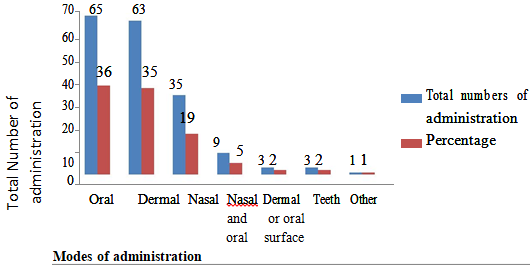 70
60
50
40
30
20
10
0
Total Number of
administration
65
36
63
35
35
19
9
5
3 2
3 2
1 1
Oral
Dermal
Nasal
Nasal
and
oral
Dermal
or oral
surface
Teeth
Other
Total numbers of
administration
Percentage
Modes of administration